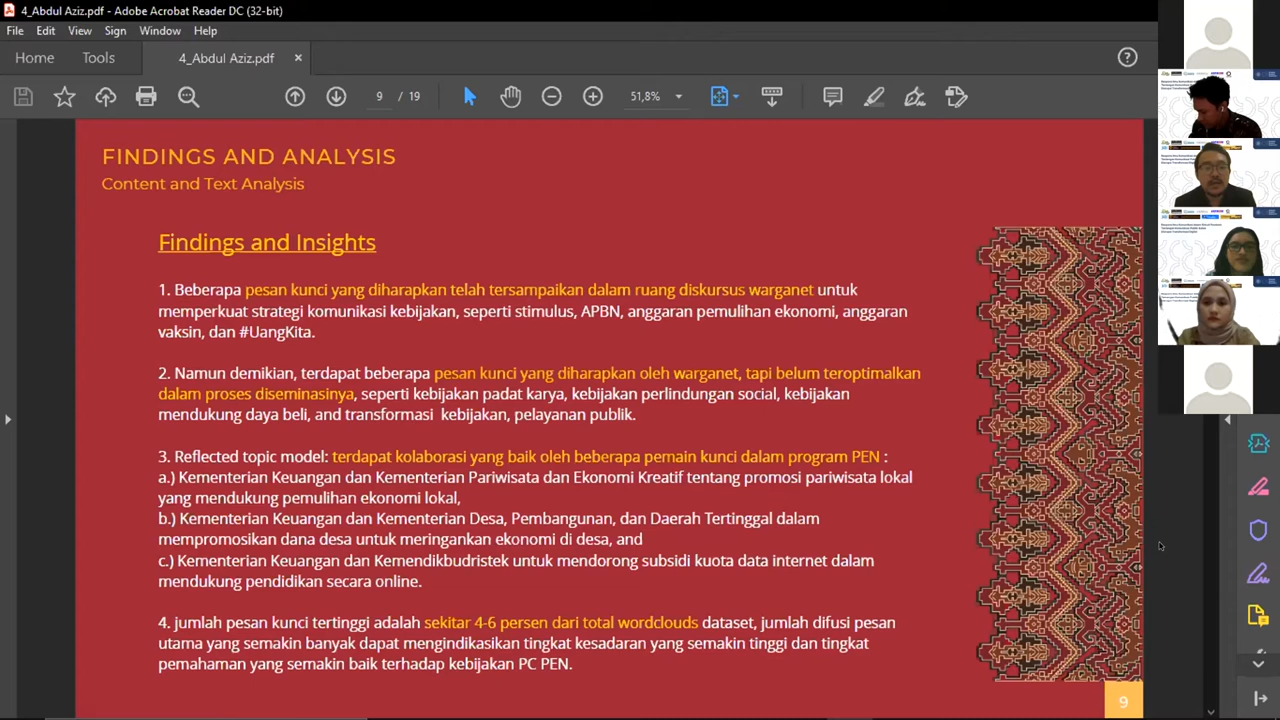 4_Abdul Aziz.pdf - Adobe Acrobat Reader DC (32-bit)
File Edit View Sign Window Help
Home Tools 4_Abdul Aziz.pdf ×
9 / 19 51,8%
FINDINGS AND ANALYSIS
Content and Text Analysis
Findings and Insights
1. Beberapa pesan kunci yang diharapkan telah tersampaikan dalam ruang diskursus warganet untuk
memperkuat strategi komunikasi kebijakan, seperti stimulus, APBN, anggaran pemulihan ekonomi, anggaran
vaksin, dan #UangKita.
2. Namun demikian, terdapat beberapa pesan kunci yang diharapkan oleh warganet, tapi belum teroptimalkan
dalam proses diseminasinya, seperti kebijakan padat karya, kebijakan perlindungan social, kebijakan
mendukung daya beli, and transformasi kebijakan, pelayanan publik.
3. Reflected topic model: terdapat kolaborasi yang baik oleh beberapa pemain kunci dalam program PEN :
a.) Kementerian Keuangan dan Kementerian Pariwisata dan Ekonomi Kreatif tentang promosi pariwisata lokal
yang mendukung pemulihan ekonomi lokal,
b.) Kementerian Keuangan dan Kementerian Desa, Pembangunan, dan Daerah Tertinggal dalam
mempromosikan dana desa untuk meringankan ekonomi di desa, and
c.) Kementerian Keuangan dan Kemendikbudristek untuk mendorong subsidi kuota data internet dalam
mendukung pendidikan secara online.
4. jumlah pesan kunci tertinggi adalah sekitar 4-6 persen dari total wordclouds dataset, jumlah difusi pesan
utama yang semakin banyak dapat mengindikasikan tingkat kesadaran yang semakin tinggi dan tingkat
pemahaman yang semakin baik terhadap kebijakan PC PEN.
9